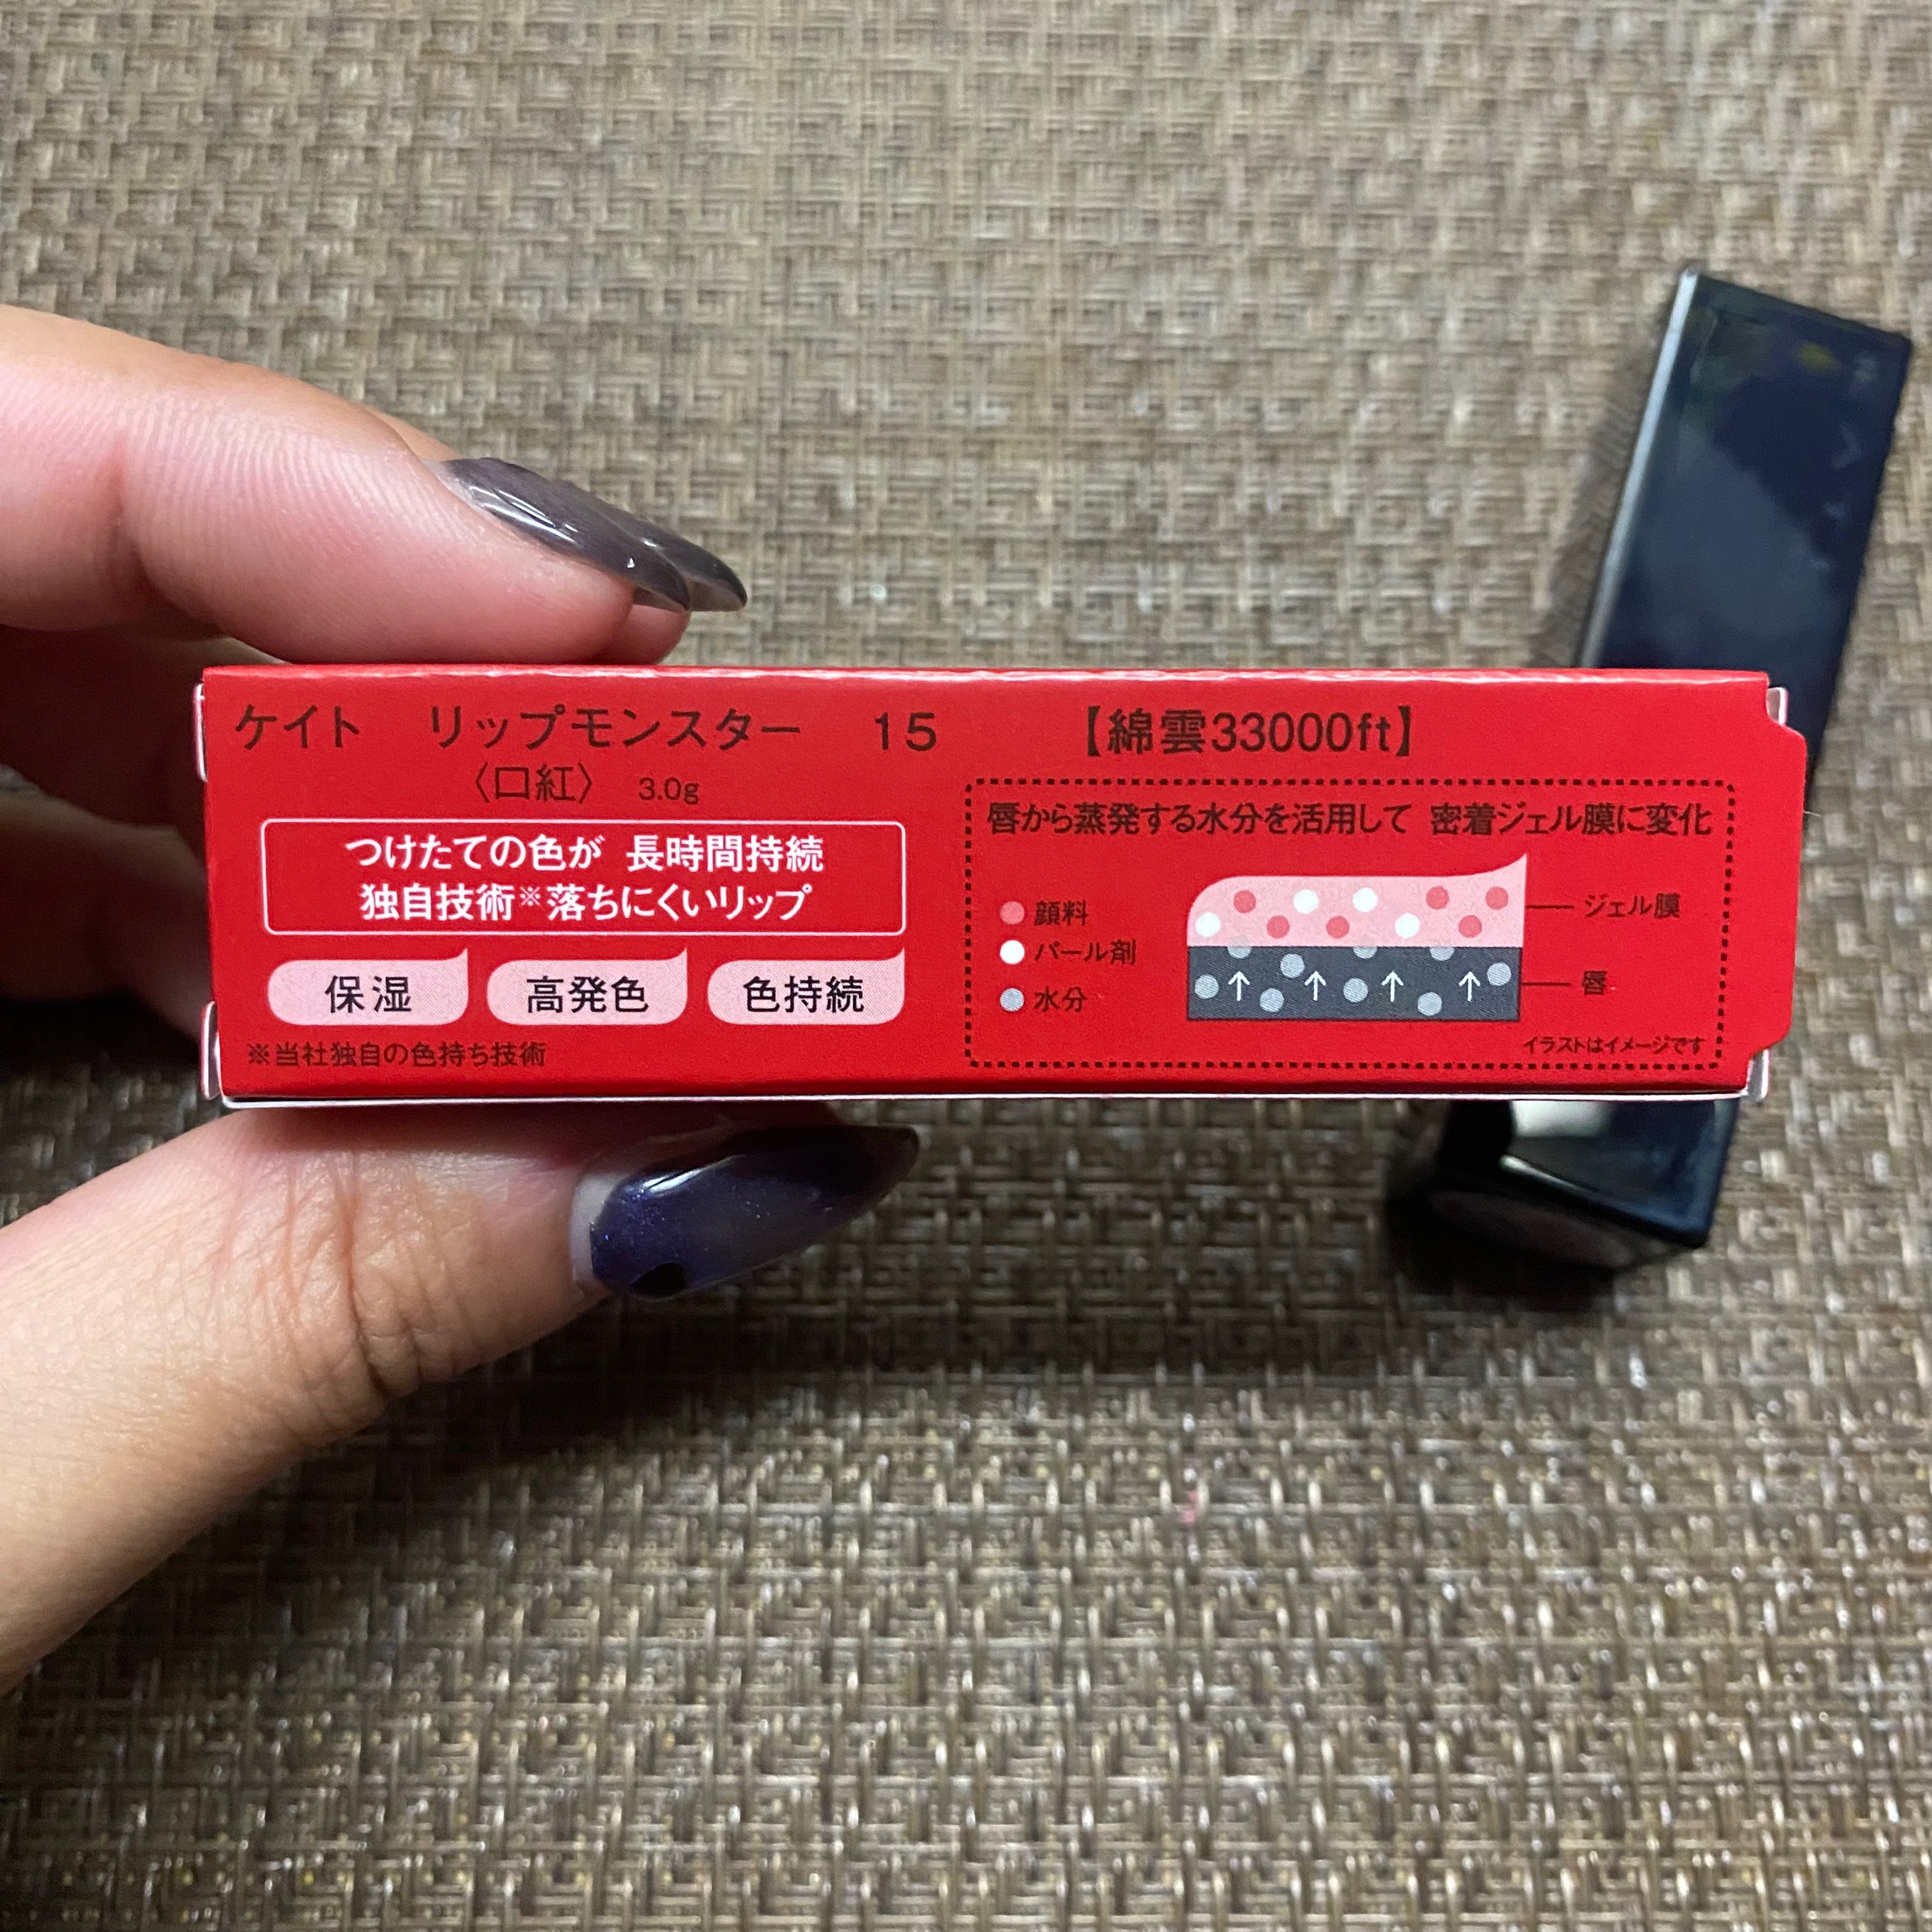 ケイト リップモンスター 15 【綿雲33000ft】
〈口紅〉 3.0g
つけたての色が 長時間持続
独自技術※落ちにくいリップ
保湿 高発色 色持続
※当社独自の色持ち技術
唇から蒸発する水分を活用して 密着ジェル膜に変化
顔料
パール剤
水分
ジェル膜
唇
イラストはイメージです